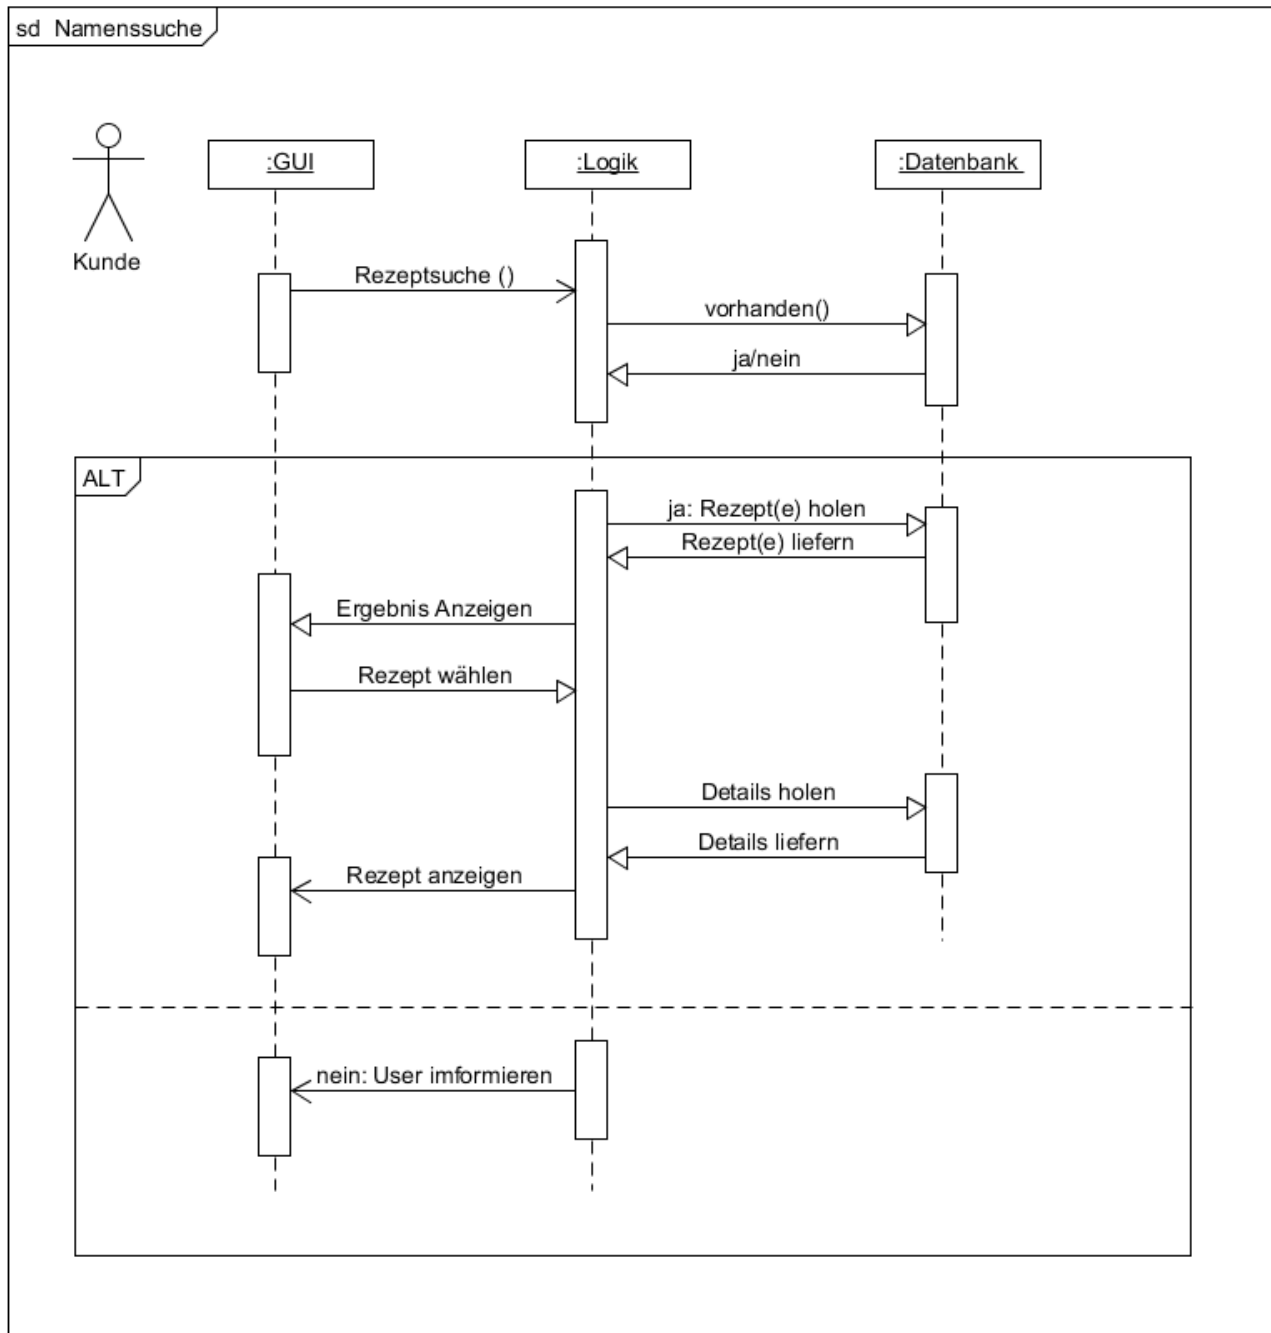 sd Namenssuche
:GUI
:Logik
:Datenbank
Kunde
Rezeptsuche ()
vorhanden()
ja/nein
ALT
ja: Rezept(e) holen
Rezept(e) liefern
Ergebnis Anzeigen
Rezept wählen
Details holen
Details liefern
Rezept anzeigen
nein: User imformieren